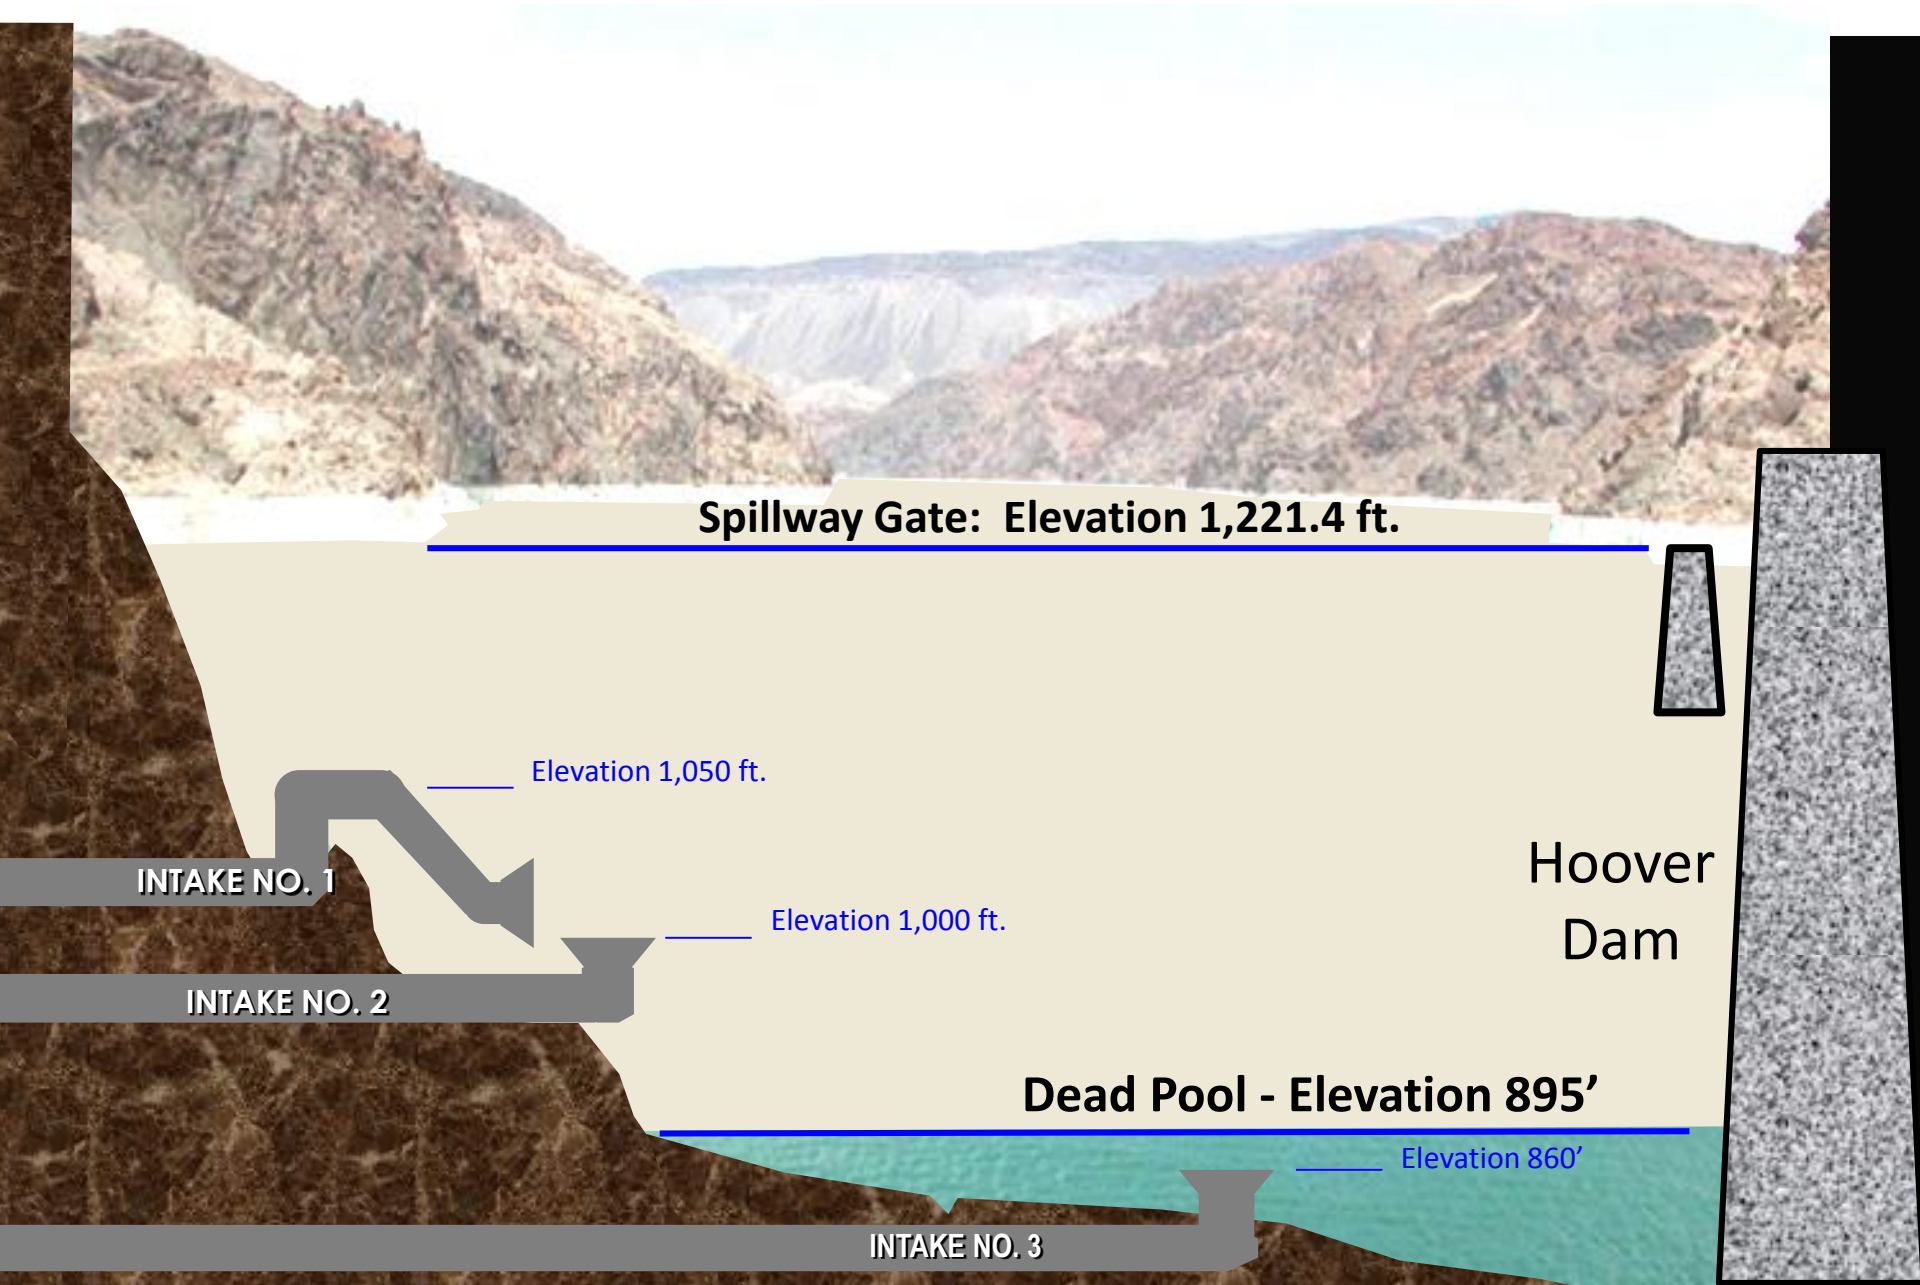 Spillway Gate:  Elevation 1,221.4 ft.
Elevation 1,050 ft.
Hoover
Dam
INTAKE NO. 1
Elevation 1,000 ft.
INTAKE NO. 2
Dead Pool - Elevation 895’
Elevation 860’
INTAKE NO. 3